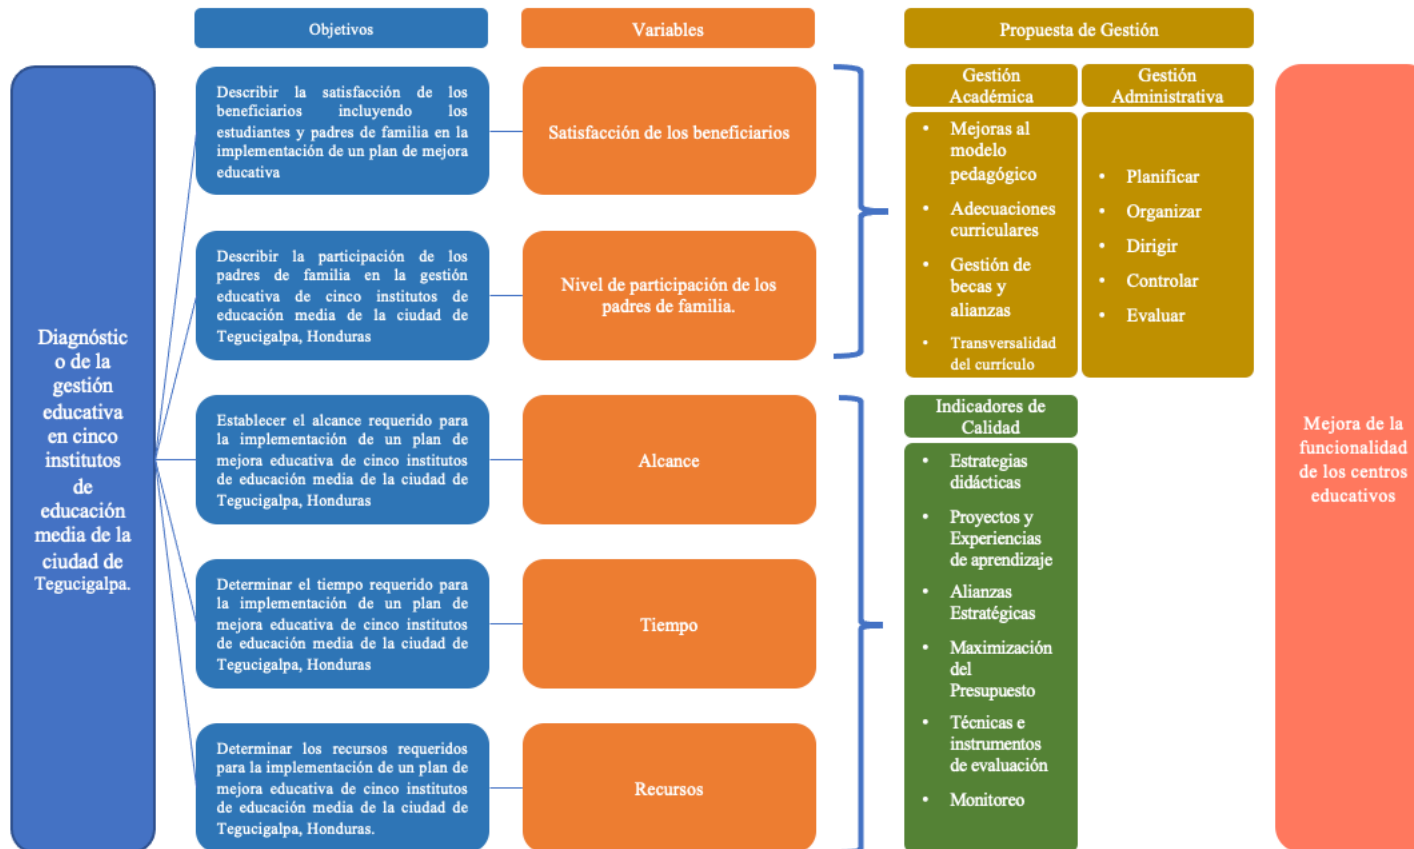 Objetivos
Variables
Propuesta de Gestión
Diagnóstic
o de la
gestión
educativa
en cinco
institutos
de
educación
media de la
ciudad de
Tegucigalpa.
Describir la satisfacción de los
beneficiarios incluyendo los
estudiantes y padres de familia en la
implementación de un plan de mejora
educativa
Satisfacción de los beneficiarios
Describir la participación de los
padres de familia en la gestión
educativa de cinco institutos de
educación media de la ciudad de
Tegucigalpa, Honduras
Nivel de participación de los
padres de familia.
Establecer el alcance requerido para
la implementación de un plan de
mejora educativa de cinco institutos
de educación media de la ciudad de
Tegucigalpa, Honduras
Alcance
Determinar el tiempo requerido para
la implementación de un plan de
mejora educativa de cinco institutos
de educación media de la ciudad de
Tegucigalpa, Honduras
Tiempo
Determinar los recursos requeridos
para la implementación de un plan de
mejora educativa de cinco institutos
de educación media de la ciudad de
Tegucigalpa, Honduras.
Recursos
Gestión
Académica
• Mejoras al
modelo
pedagógico
• Adecuaciones
curriculares
• Gestión de
becas y
alianzas
• Transversalidad
del currículo
Gestión
Administrativa
• Planificar
• Organizar
• Dirigir
• Controlar
• Evaluar
Indicadores de
Calidad
• Estrategias
didácticas
• Proyectos y
Experiencias
de aprendizaje
• Alianzas
Estratégicas
• Maximización
del
Presupuesto
• Técnicas e
instrumentos
de evaluación
• Monitoreo
Mejora de la
funcionalidad
de los centros
educativos